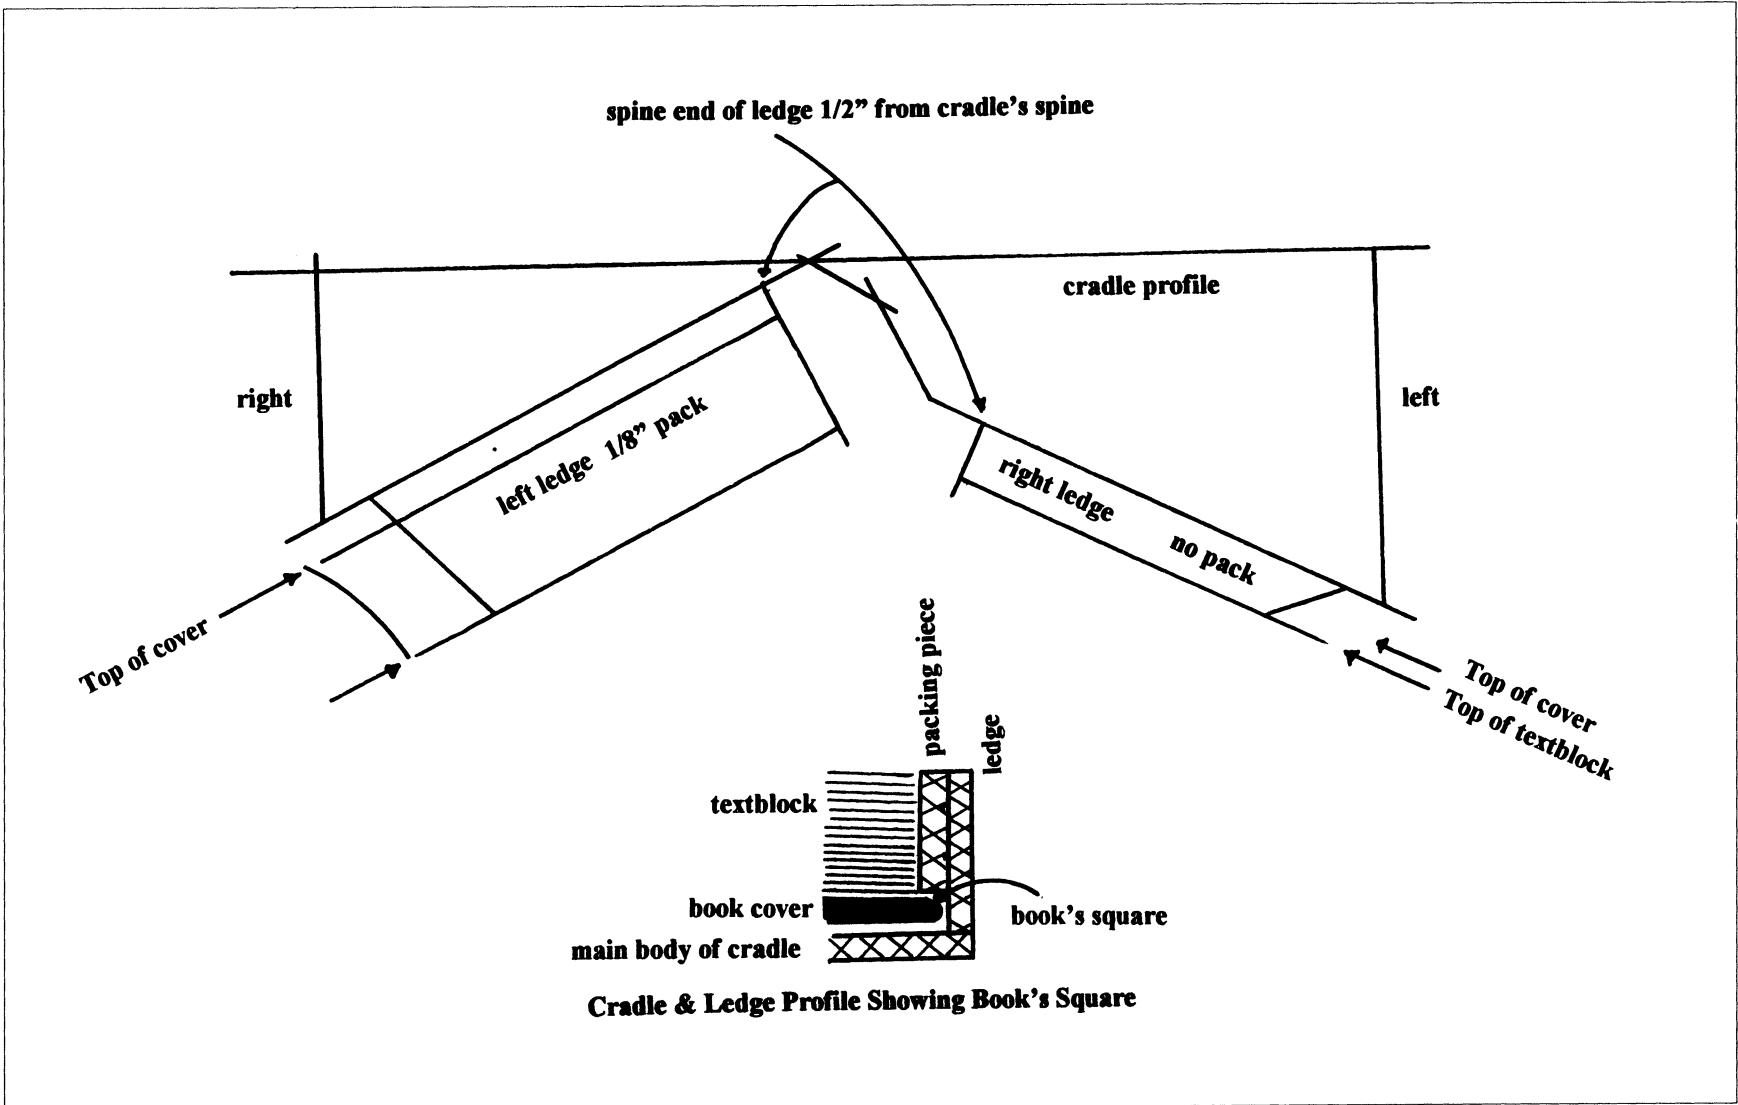 spine end of ledge 1/2” from cradle’s spine
cradle profile
right
left
left ledge 1/8” pack
right ledge
no pack
Top of cover
Top of cover
Top of textblock
packing piece
ledge
textblock
book cover
book’s square
main body of cradle
Cradle & Ledge Profile Showing Book’s Square